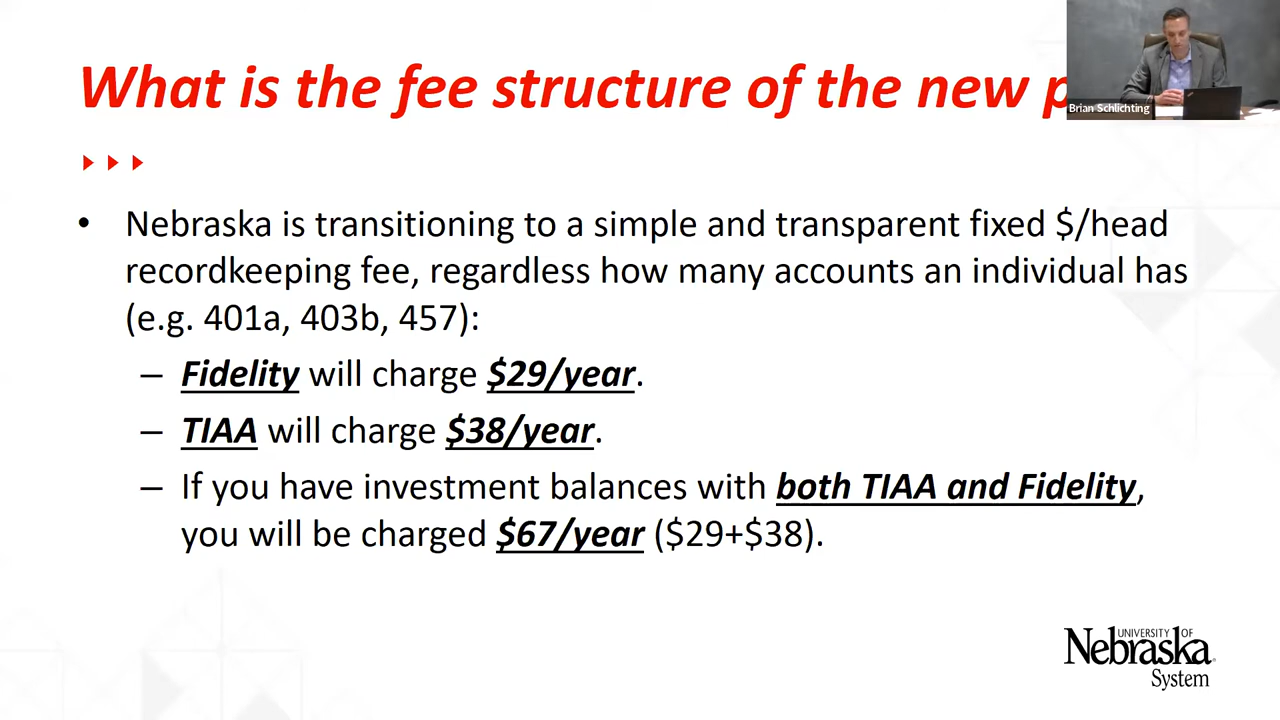 What is the fee structure of the new p
Brian Schlichting
• Nebraska is transitioning to a simple and transparent fixed $/head
recordkeeping fee, regardless how many accounts an individual has
(e.g. 401a, 403b, 457):
– Fidelity will charge $29/year.
– TIAA will charge $38/year.
– If you have investment balances with both TIAA and Fidelity,
you will be charged $67/year ($29+$38).
UNIVERSITY OF
Nebraska
System